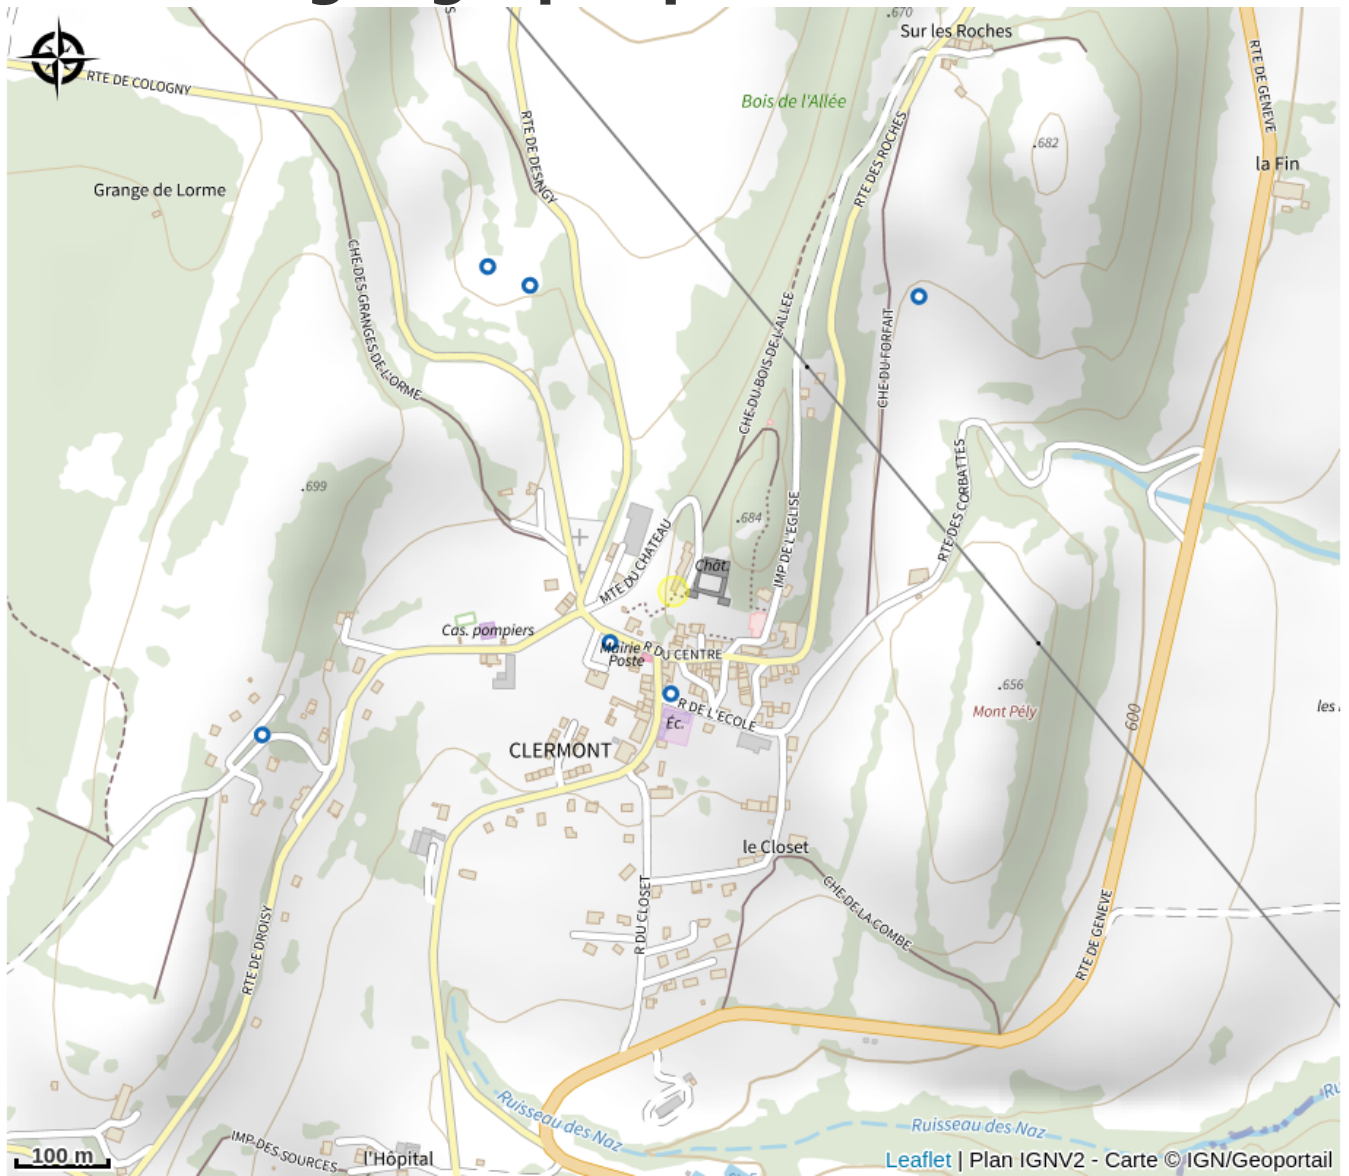 .670
Sur les Roches
RTE DE COLOGNY
Bois de l'Allée
RTE DE GENEVE
RTE DE DESINGY
RTE DES ROCHES
.682
la Fin
Grange de Lorme
CHE DES GRANGES DE L'ORME
CHE DU BOIS DE L'ALLEE
CHE DU FORFAIT
RTE DES CORBATTES
.699
.684
IMP DE L'EGLISE
MTE DU CHATEAU
Chât.
Cas. pompiers
Mairie
Poste
R DU CENTRE
.656
Mont Pély
les
600
R DE L'ECOLE
Éc.
CLERMONT
le Closet
CHE DE LA COMBE
R DU CLOSET
RTE DE DROISY
RTE DE GENEVE
Ruisseau des Naz
Ruisseau des Naz
Ru
IMP DES SOURCES
l'Hôpital
100 m
Leaflet | Plan IGNV2 - Carte © IGN/Geoportail